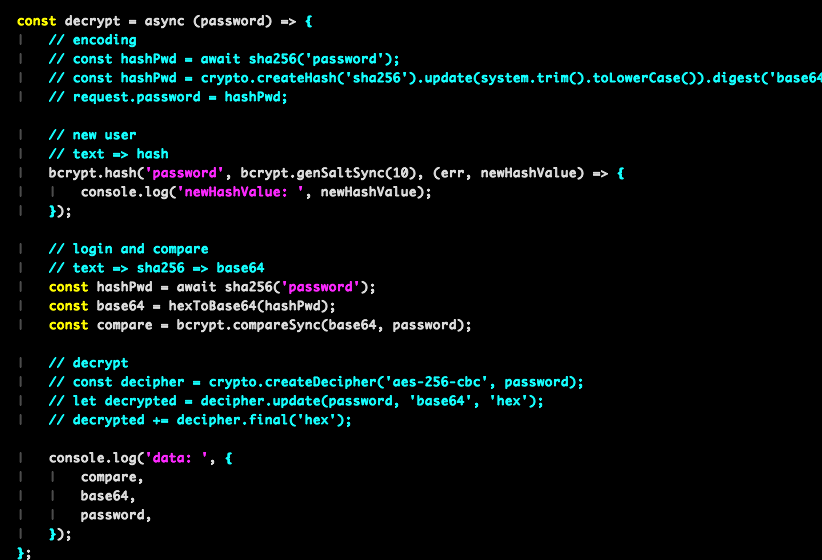 const decrypt = async (password) => {
// encoding
// const hashPwd = await sha256('password');
// const hashPwd = crypto.createHash('sha256').update(system.trim().toLowerCase()).digest('base64
// request.password = hashPwd;
// new user
// text => hash
bcrypt.hash('password', bcrypt.genSaltSync(10), (err, newHashValue) => {
console.log('newHashValue: ', newHashValue);
});
// login and compare
// text => sha256 => base64
const hashPwd = await sha256('password');
const base64 = hexToBase64(hashPwd);
const compare = bcrypt.compareSync(base64, password);
// decrypt
// const decipher = crypto.createDecipher('aes-256-cbc', password);
// let decrypted = decipher.update(password, 'base64', 'hex');
// decrypted += decipher.final('hex');
console.log('data: ', {
compare,
base64,
password,
});
};